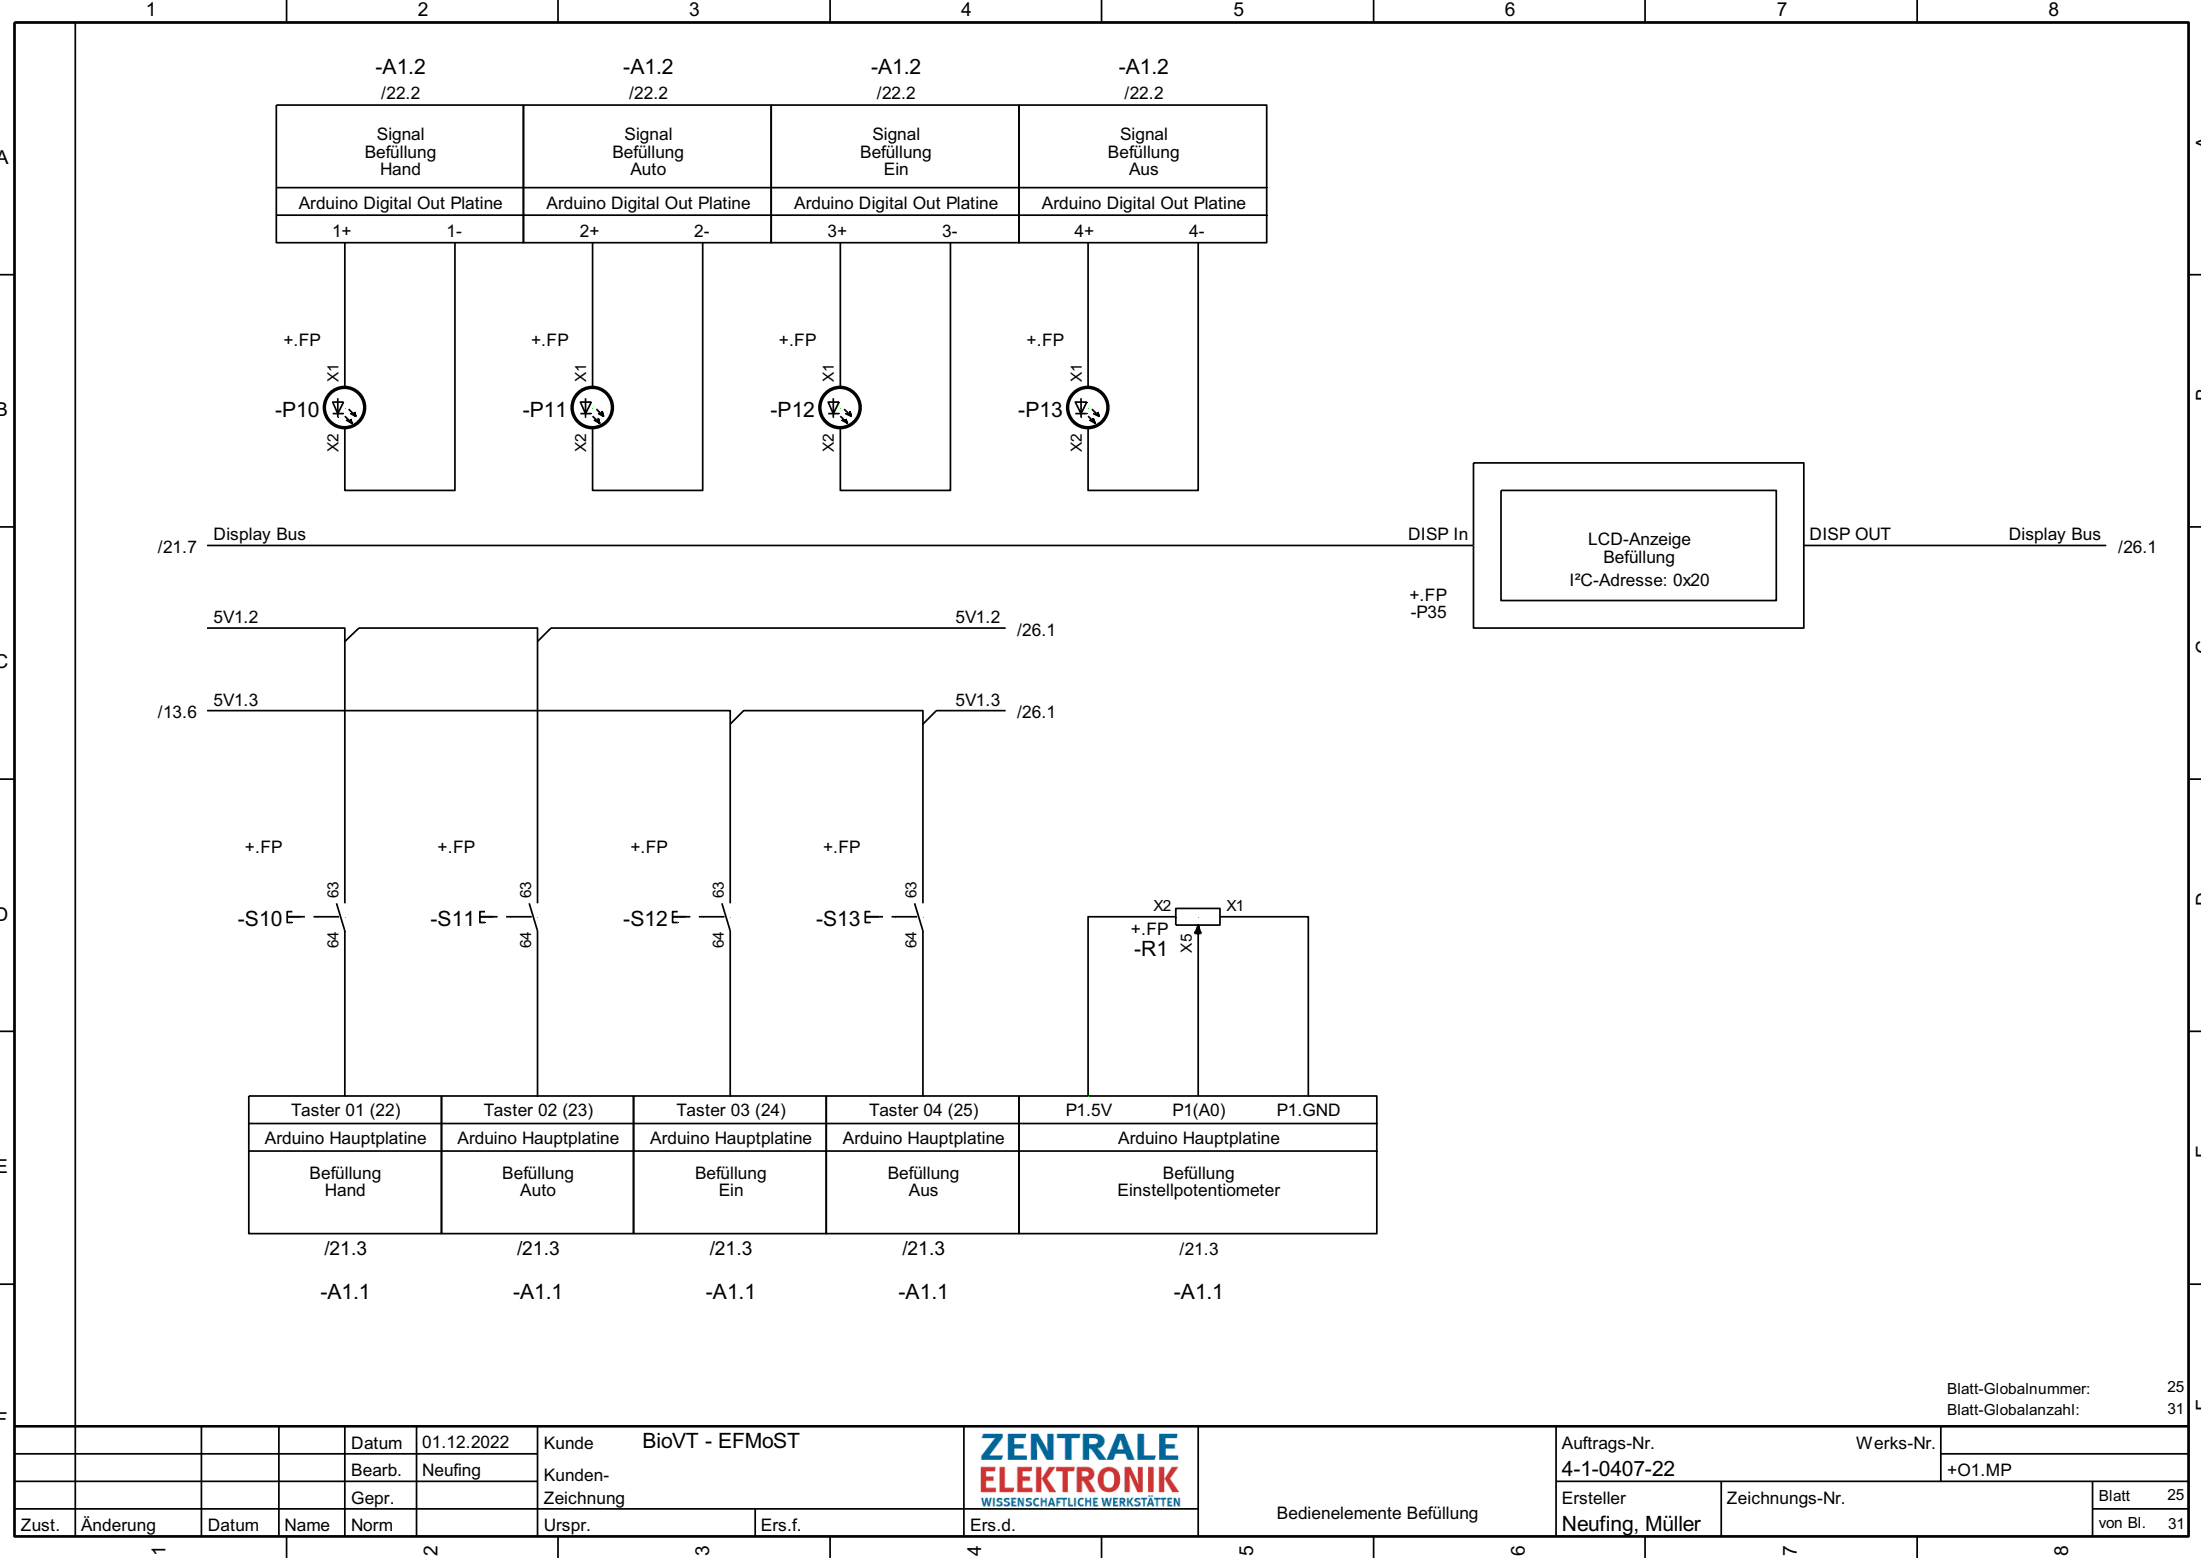 1 2 3 4 5 6 7 8
-A1.2 -A1.2 -A1.2 -A1.2
/22.2 /22.2 /22.2 /22.2
Signal Befüllung Hand
Signal Befüllung Auto
Signal Befüllung Ein
Signal Befüllung Aus
Arduino Digital Out Platine Arduino Digital Out Platine Arduino Digital Out Platine Arduino Digital Out Platine
1+ 1- 2+ 2- 3+ 3- 4+ 4-
A
+.FP +.FP +.FP +.FP
X1 X1 X1 X1
-P10 -P11 -P12 -P13
X2 X2 X2 X2
B
/21.7 Display Bus DISP In
LCD-Anzeige
Befüllung
I²C-Adresse: 0x20
DISP OUT Display Bus /26.1
+.FP
-P35
5V1.2 5V1.2 /26.1
C
/13.6 5V1.3 5V1.3 /26.1
+.FP +.FP +.FP +.FP
63 63 63 63
-S10 -S11 -S12 -S13
64 64 64 64
X2 X1
+.FP
-R1 X5
D
Taster 01 (22) Taster 02 (23) Taster 03 (24) Taster 04 (25) P1.5V P1(A0) P1.GND
Arduino Hauptplatine Arduino Hauptplatine Arduino Hauptplatine Arduino Hauptplatine Arduino Hauptplatine
Befüllung Hand
Befüllung Auto
Befüllung Ein
Befüllung Aus
Befüllung Einstellpotentiometer
E
/21.3 /21.3 /21.3 /21.3 /21.3
-A1.1 -A1.1 -A1.1 -A1.1 -A1.1
F
Blatt-Globalnummer: 25
Blatt-Globalanzahl: 31
Zust. Änderung Datum Name
Datum 01.12.2022
Bearb. Neufing
Gepr.
Norm
Kunde BioVT - EFMoST
Kunden-
Zeichnung
Urspr. Ers.f. Ers.d.
ZENTRALE
ELEKTRONIK
WISSENSCHAFTLICHE WERKSTÄTTEN
Bedienelemente Befüllung
Auftrags-Nr. Werks-Nr.
4-1-0407-22 +O1.MP
Ersteller Zeichnungs-Nr.
Neufing, Müller
Blatt 25
von Bl. 31
1 2 3 4 5 6 7 8